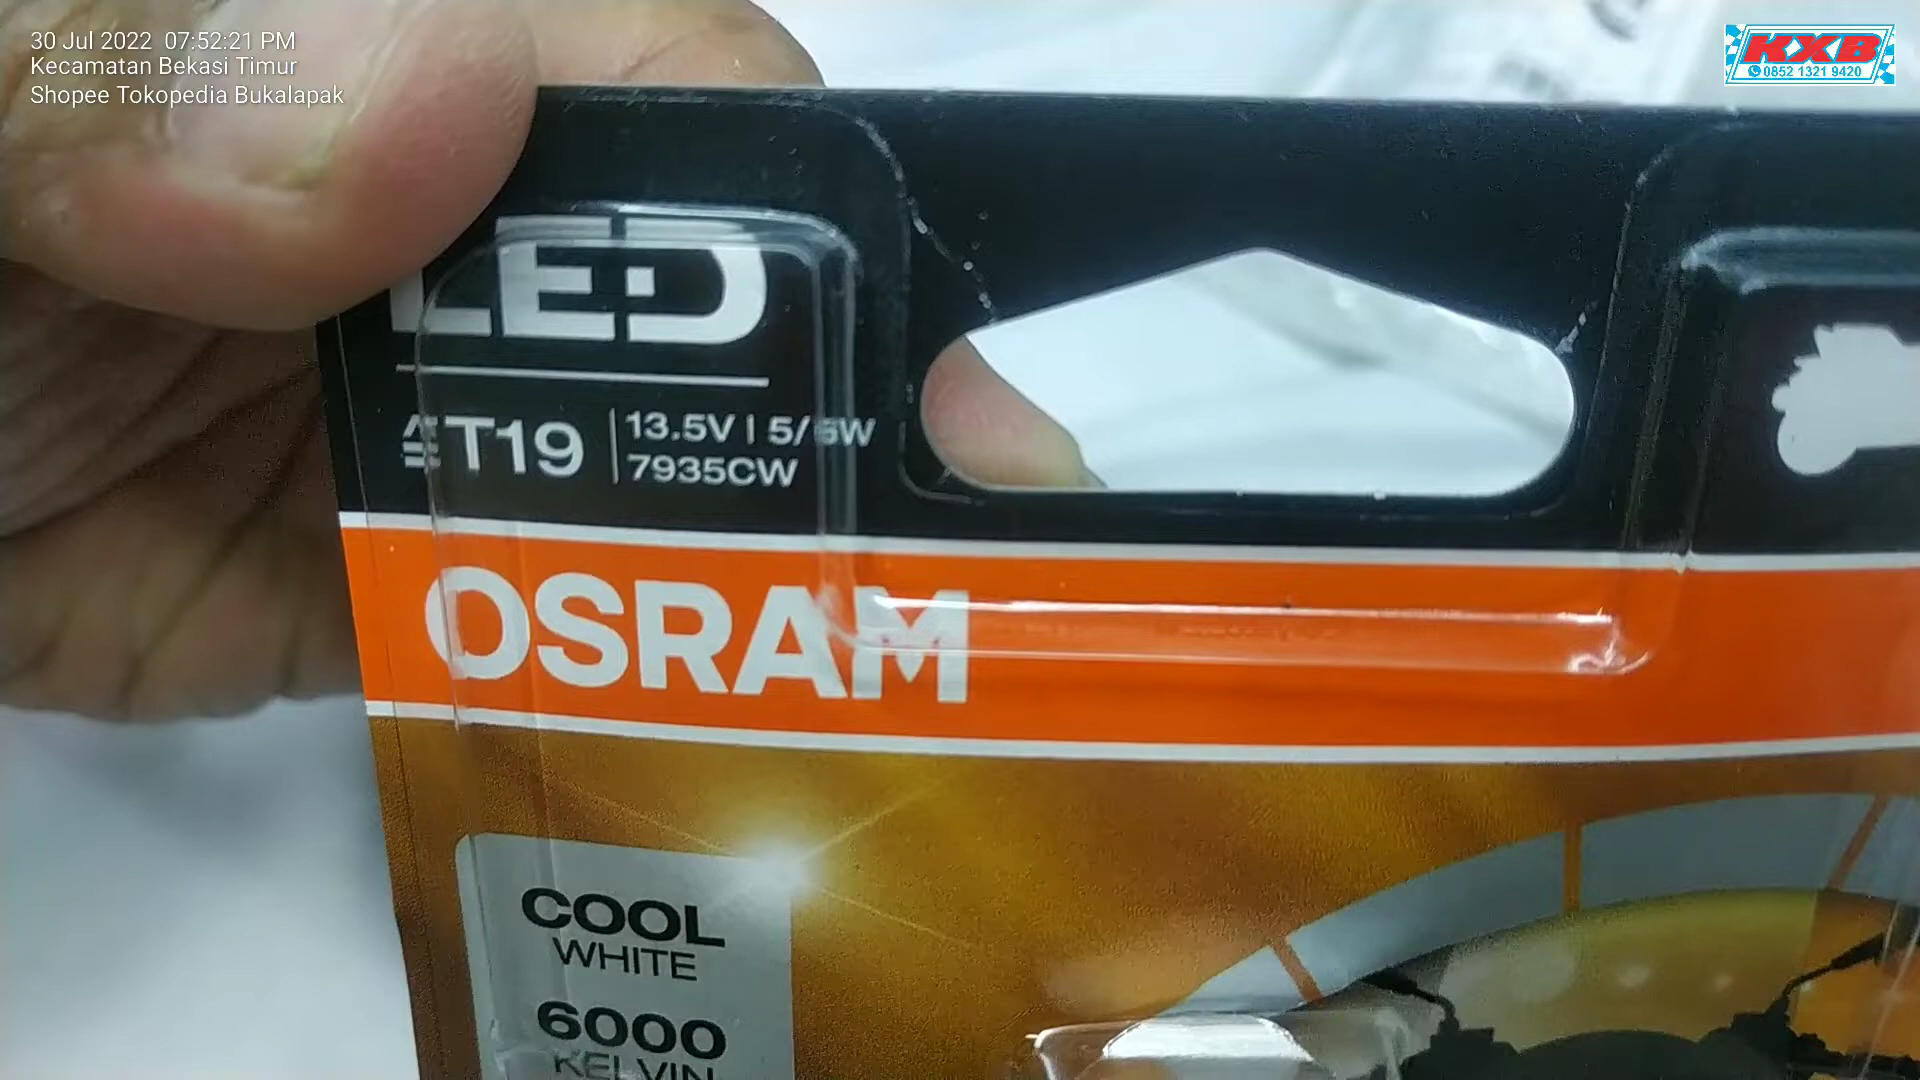 30 Jul 2022 07:52:21 PM
Kecamatan Bekasi Timur
Shopee Tokopedia Bukalapak
KXB
0852 1321 9420
LED
≙T19
13.5V | 5/6W
7935CW
OSRAM
COOL
WHITE
6000
KELVIN